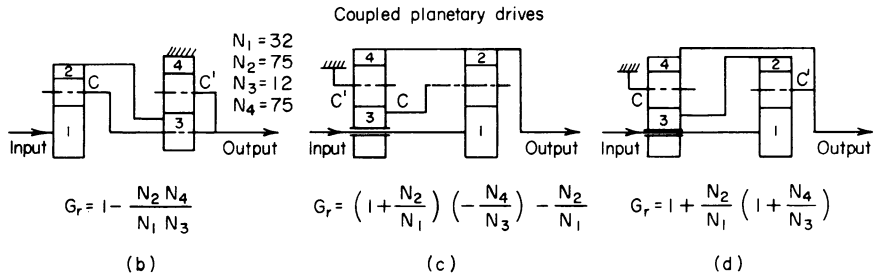 Coupled planetary drives
2
C
1
Input
4
C'
3
Output
N₁ = 32
N₂ = 75
N₃ = 12
N₄ = 75
4
C'
3
C
2
1
Input
Output
4
C
3
2
C'
1
Input
Output
Gᵣ = 1 - N₂ N₄ / N₁ N₃
Gᵣ = (1 + N₂/N₁) (-N₄/N₃) - N₂/N₁
Gᵣ = 1 + N₂/N₁ (1 + N₄/N₃)
(b)
(c)
(d)